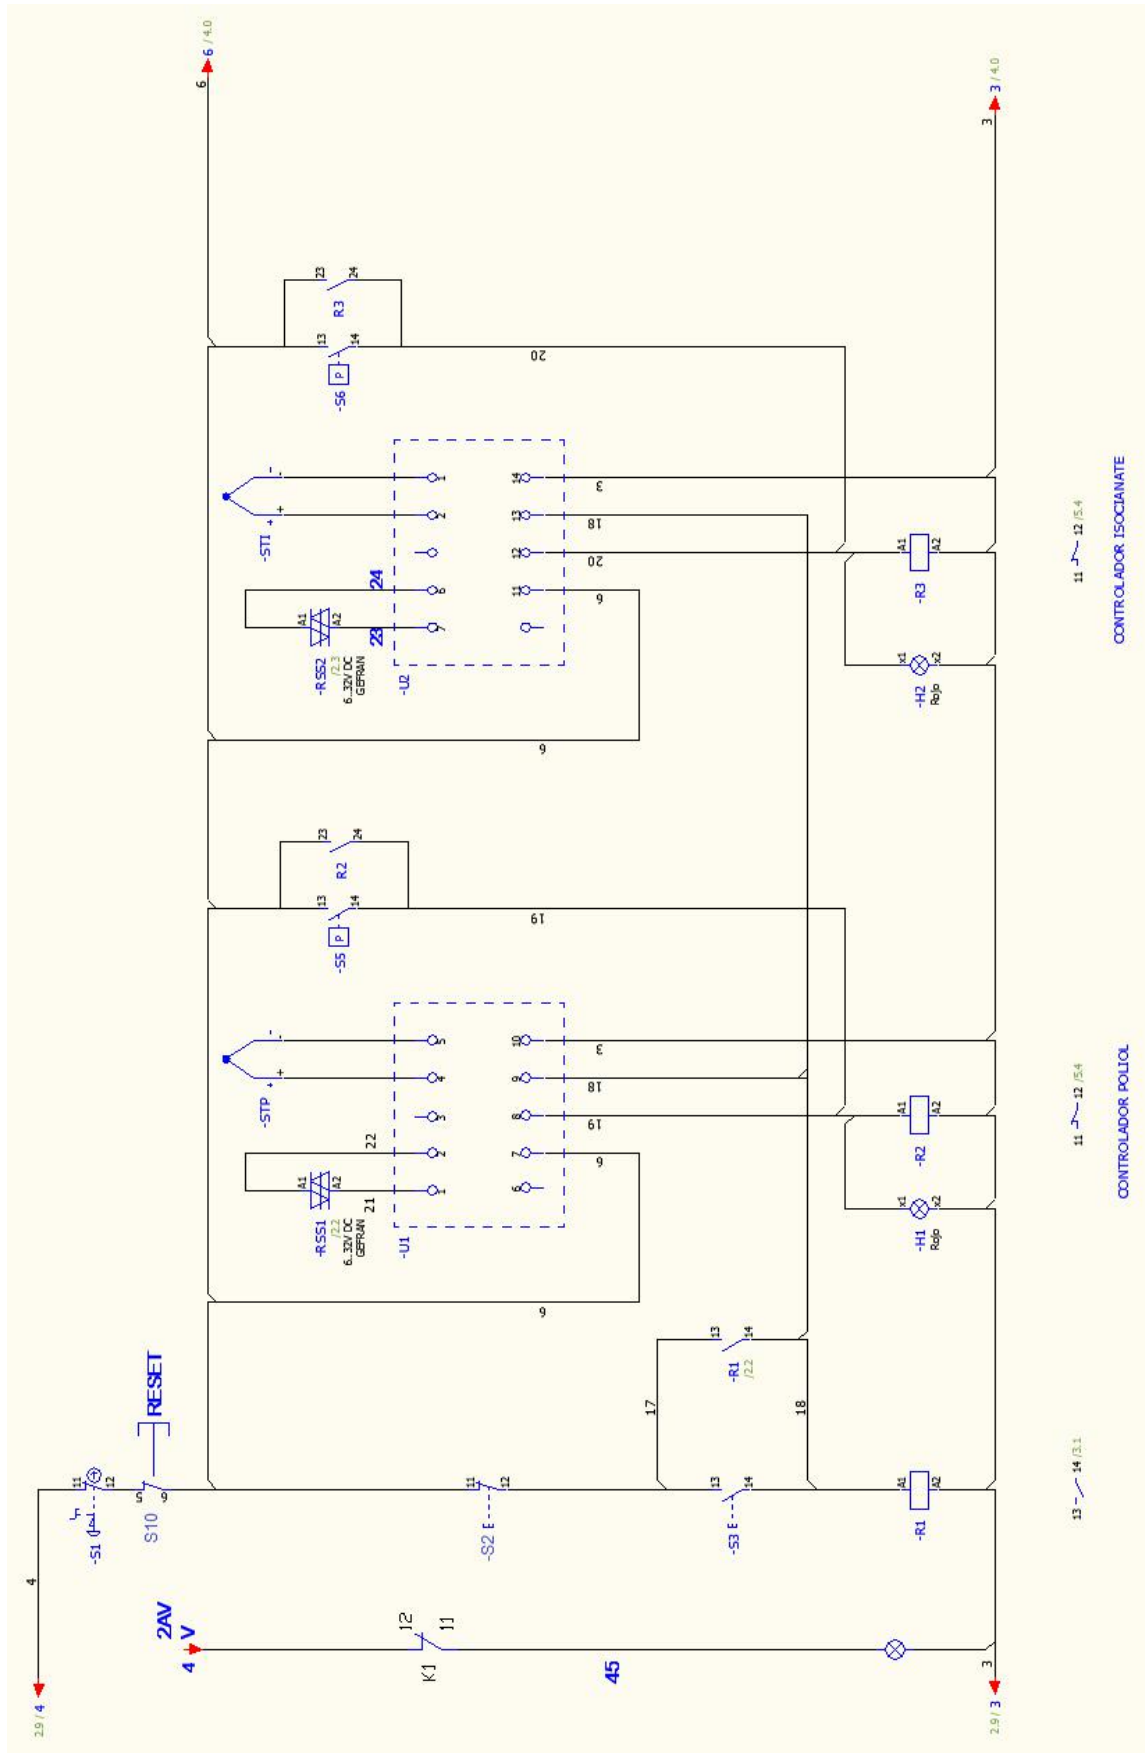 2.9 / 4
4
-S1
11
12
S10
5
6
RESET
6
6 / 4.0
2AV
V
4
K1
12
11
45
-S2
11
12
17
18
-S3
13
14
-R1
/2.2
13
14
-R1
A1
A2
13
14 /3.1
6
-RSS1
/2.2
6..32V DC
GEFRAN
A1
A2
21
22
-STP
+
+
-
-
-U1
1
2
3
4
5
6
7
8
9
10
6
19
18
3
-S5
P
13
14
R2
23
24
19
-H1
Rojo
x1
x2
-R2
A1
A2
11
12 /5.4
CONTROLADOR POLIOL
6
-RSS2
/2.3
6..32V DC
GEFRAN
A1
A2
23
24
-STI
+
+
-
-
-U2
7
6
2
1
11
12
13
14
6
20
18
3
-S6
P
13
14
R3
23
24
20
-H2
Rojo
x1
x2
-R3
A1
A2
11
12 /5.4
CONTROLADOR ISOCIANATE
2.9 / 3
3
3
3 / 4.0